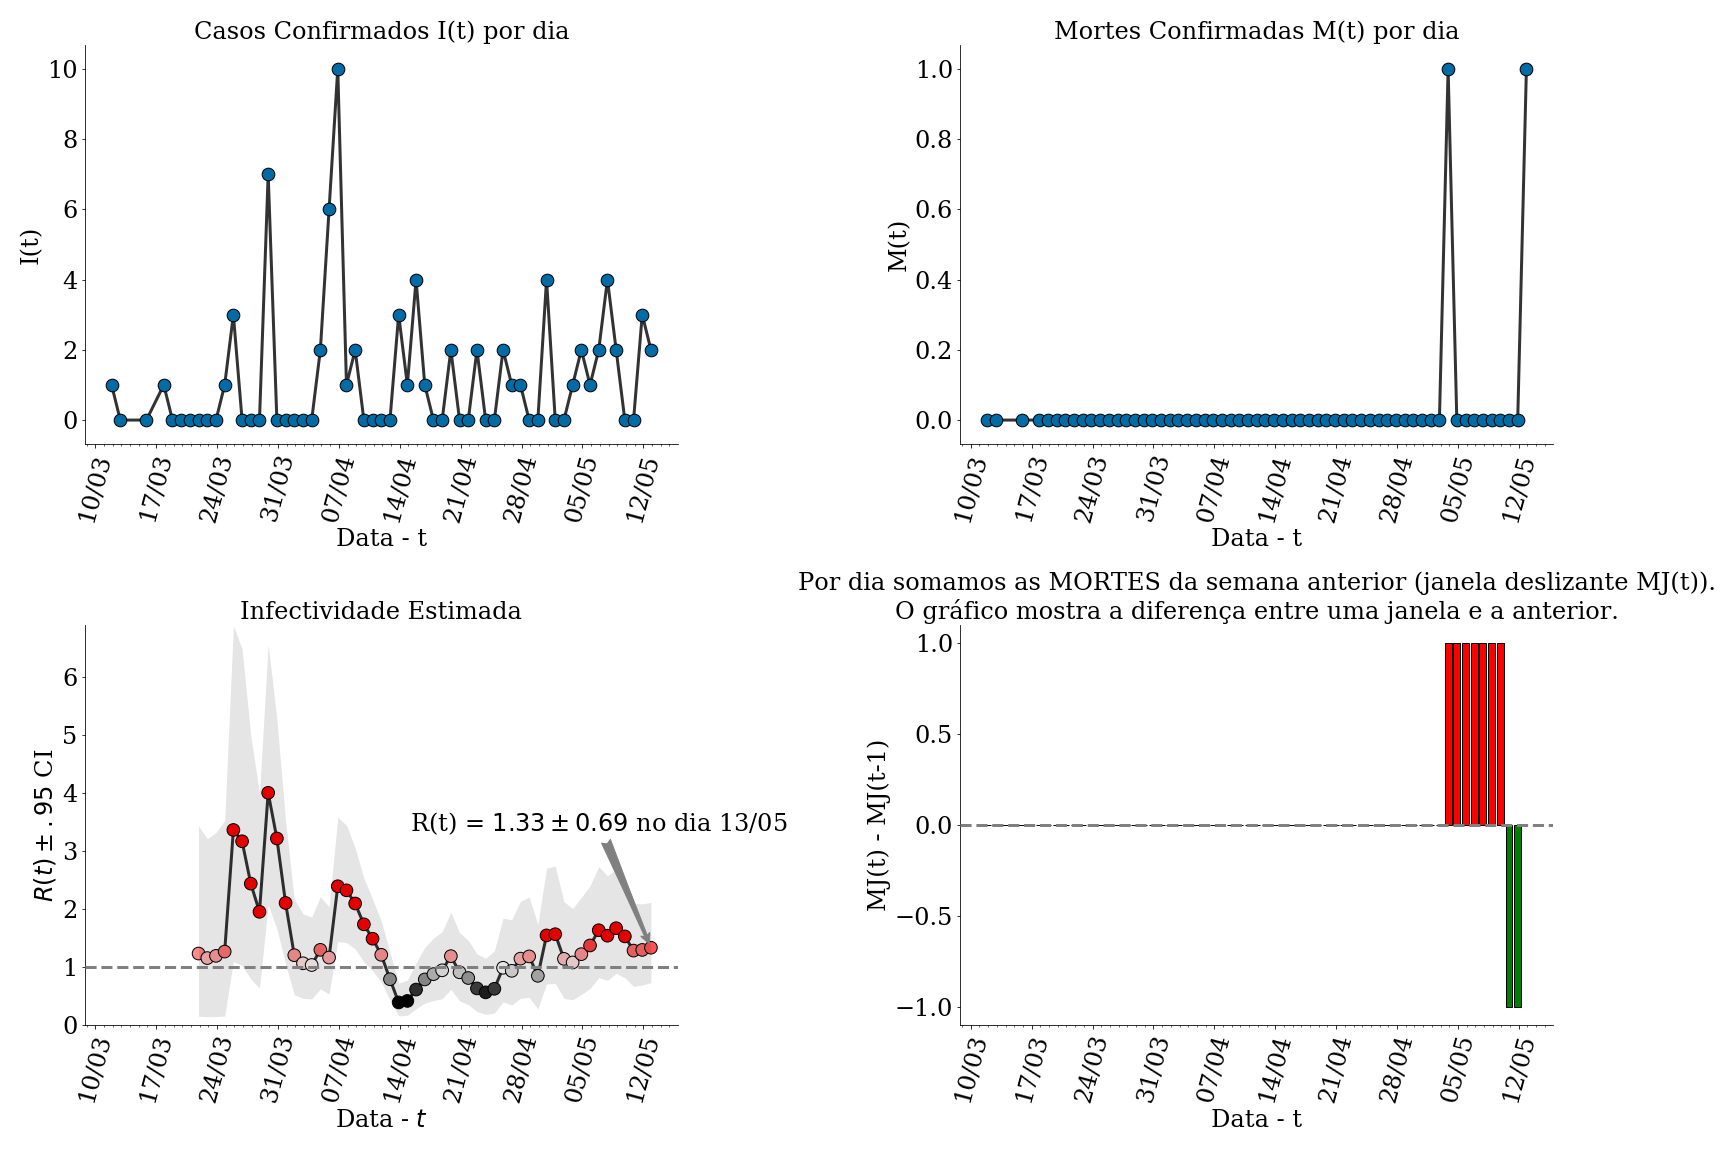 Casos Confirmados I(t) por dia
I(t)
10
8
6
4
2
0
10/03 17/03 24/03 31/03 07/04 14/04 21/04 28/04 05/05 12/05
Data - t
Mortes Confirmadas M(t) por dia
M(t)
1.0
0.8
0.6
0.4
0.2
0.0
10/03 17/03 24/03 31/03 07/04 14/04 21/04 28/04 05/05 12/05
Data - t
Infectividade Estimada
R(t) ± .95 CI
6
5
4
3
2
1
0
R(t) = 1.33 ± 0.69 no dia 13/05
10/03 17/03 24/03 31/03 07/04 14/04 21/04 28/04 05/05 12/05
Data - t
Por dia somamos as MORTES da semana anterior (janela deslizante MJ(t)).
O gráfico mostra a diferença entre uma janela e a anterior.
MJ(t) - MJ(t-1)
1.0
0.5
0.0
−0.5
−1.0
10/03 17/03 24/03 31/03 07/04 14/04 21/04 28/04 05/05 12/05
Data - t